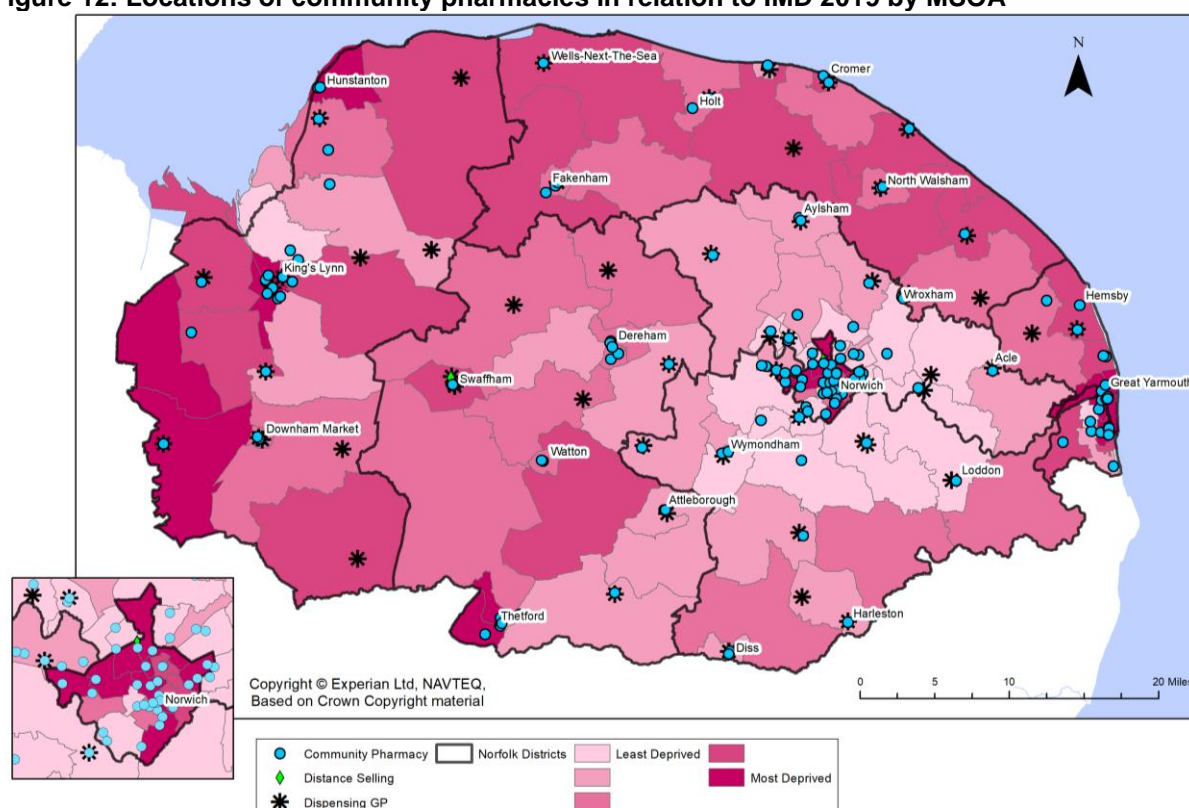 igure 12: Locations of community pharmacies in relation to IMD 2019 by MSOA
N
Wells-Next-The-Sea
Cromer
Hunstanton
Holt
Fakenham
North Walsham
Aylsham
King's Lynn
Wroxham
Hemsby
Dereham
Acle
Swaffham
Norwich
Great Yarmouth
Downham Market
Watton
Wymondham
Loddon
Attleborough
Thetford
Harleston
Diss
Norwich
Copyright © Experian Ltd, NAVTEQ,
Based on Crown Copyright material
0 5 10 20 Miles
Community Pharmacy Norfolk Districts Least Deprived
Distance Selling Most Deprived
Dispensing GP